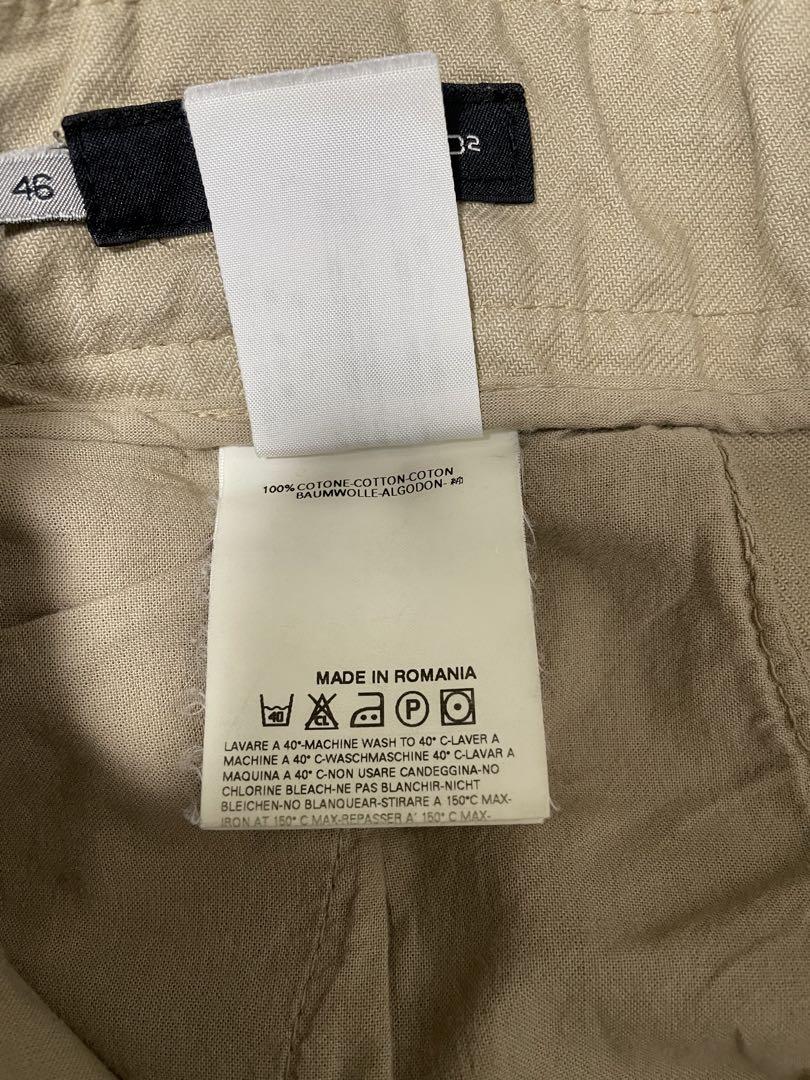 46
D²
100% COTONE-COTTON-COTON
BAUMWOLLE-ALGODON-綿
MADE IN ROMANIA
40 CL P
LAVARE A 40°-MACHINE WASH TO 40° C-LAVER A
MACHINE A 40° C-WASCHMASCHINE 40° C-LAVAR A
MAQUINA A 40° C-NON USARE CANDEGGINA-NO
CHLORINE BLEACH-NE PAS BLANCHIR-NICHT
BLEICHEN-NO BLANQUEAR-STIRARE A 150°C MAX-
IRON AT 150° C MAX-REPASSER A' 150° C MAX-